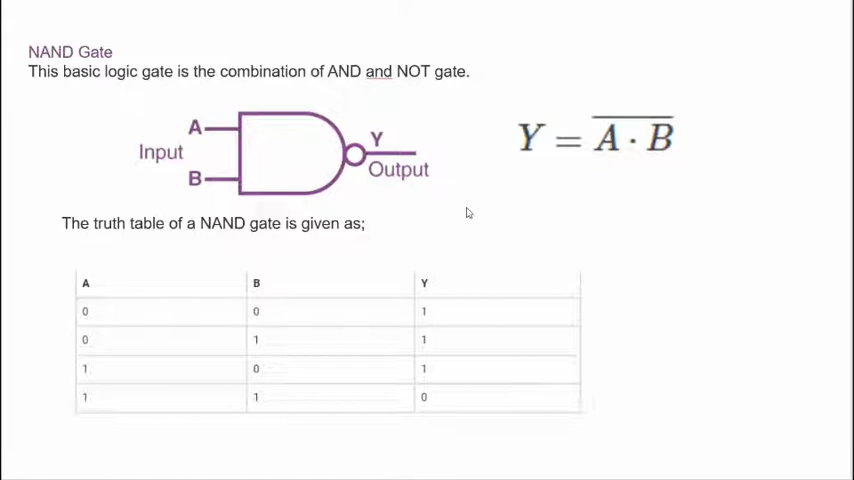 NAND Gate
This basic logic gate is the combination of AND and NOT gate.
A
Input
B
Y
Output
Y = \overline{A · B}
The truth table of a NAND gate is given as;
A B Y
0 0 1
0 1 1
1 0 1
1 1 0